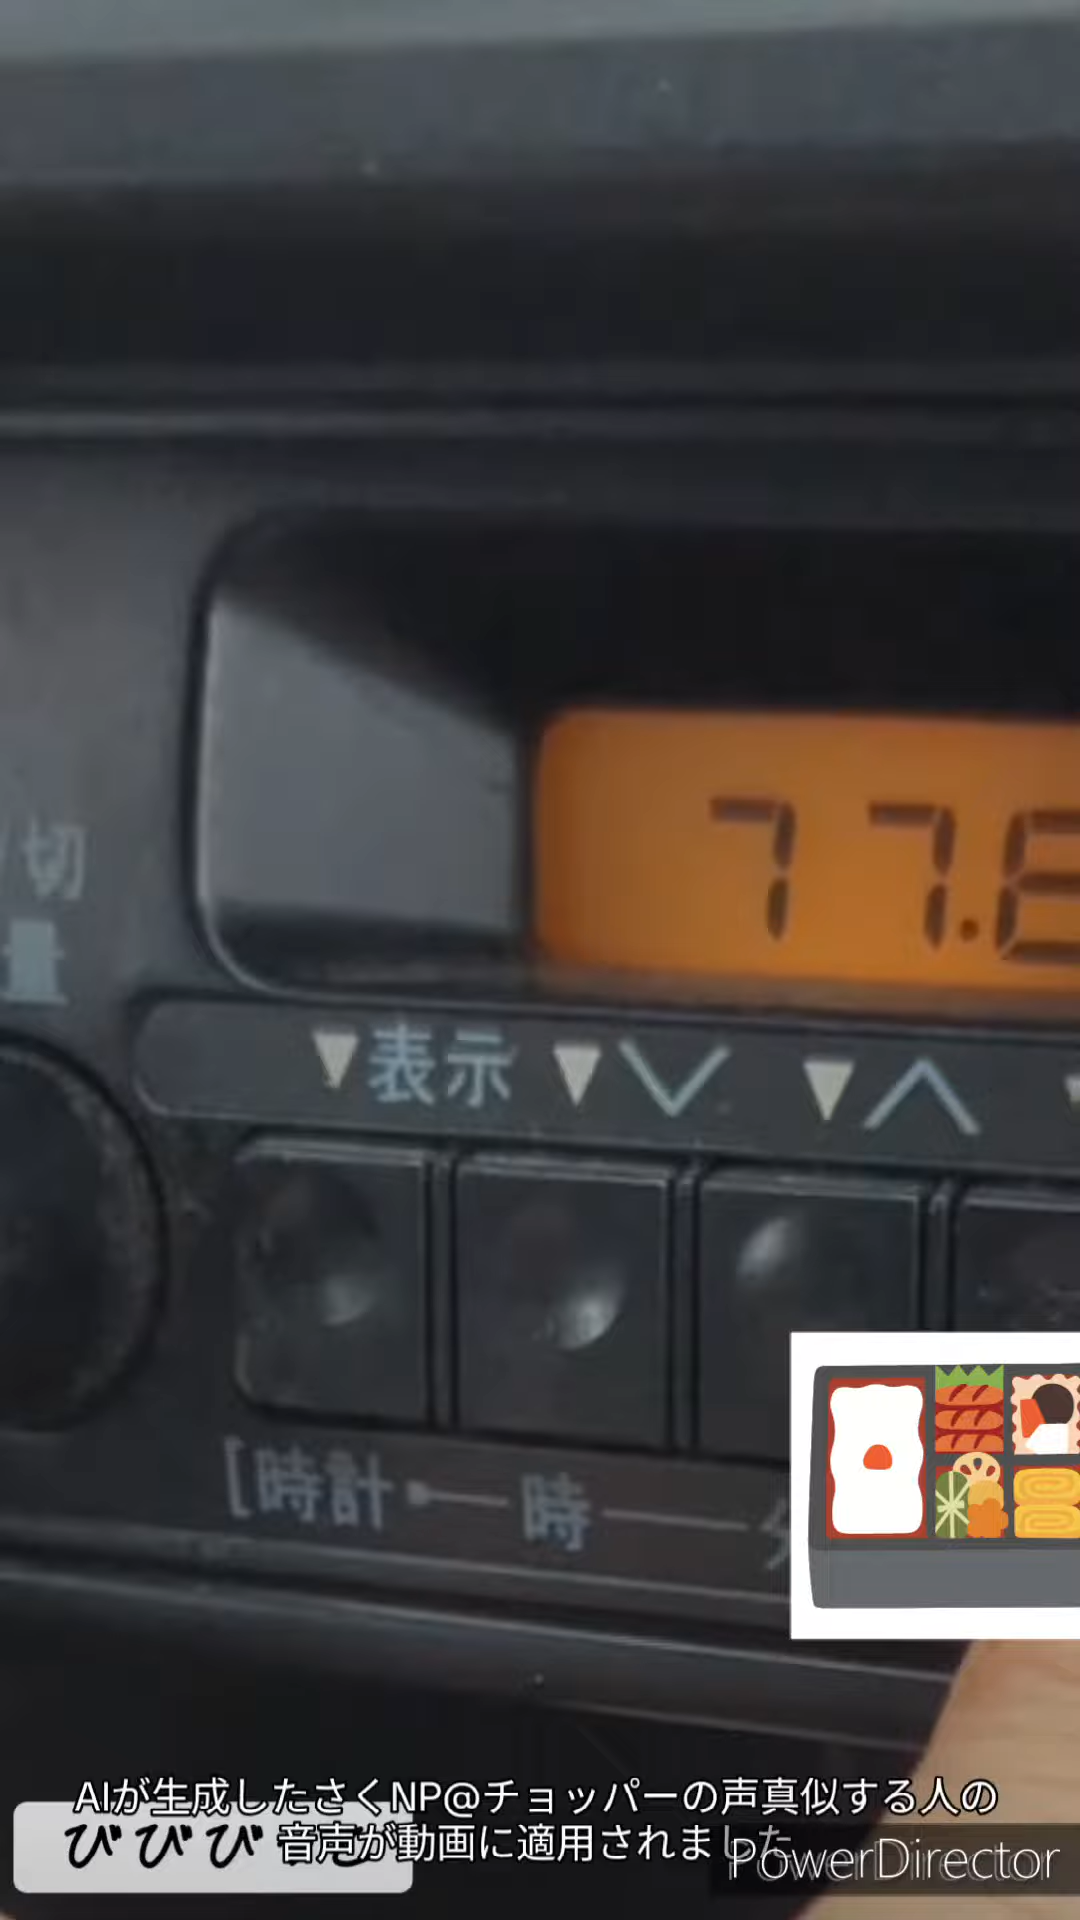 77.
/切
量
▼表示 ▼∨ ▼∧
[時計 時
AIが生成したさくNP@チョッパーの声真似する人の
音声が動画に適用されました
びびび
PowerDirector